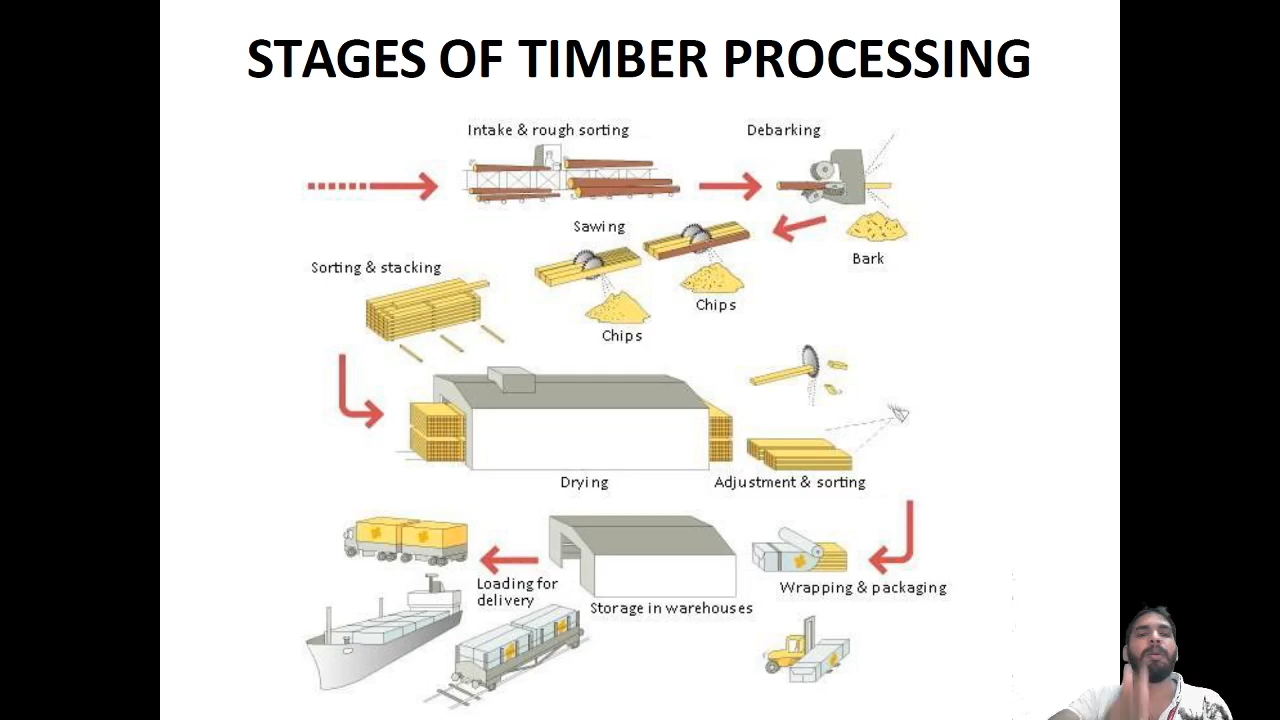 STAGES OF TIMBER PROCESSING
Intake & rough sorting
Debarking
Sawing
Bark
Sorting & stacking
Chips
Chips
Drying
Adjustment & sorting
Loading for
delivery
Storage in warehouses
Wrapping & packaging